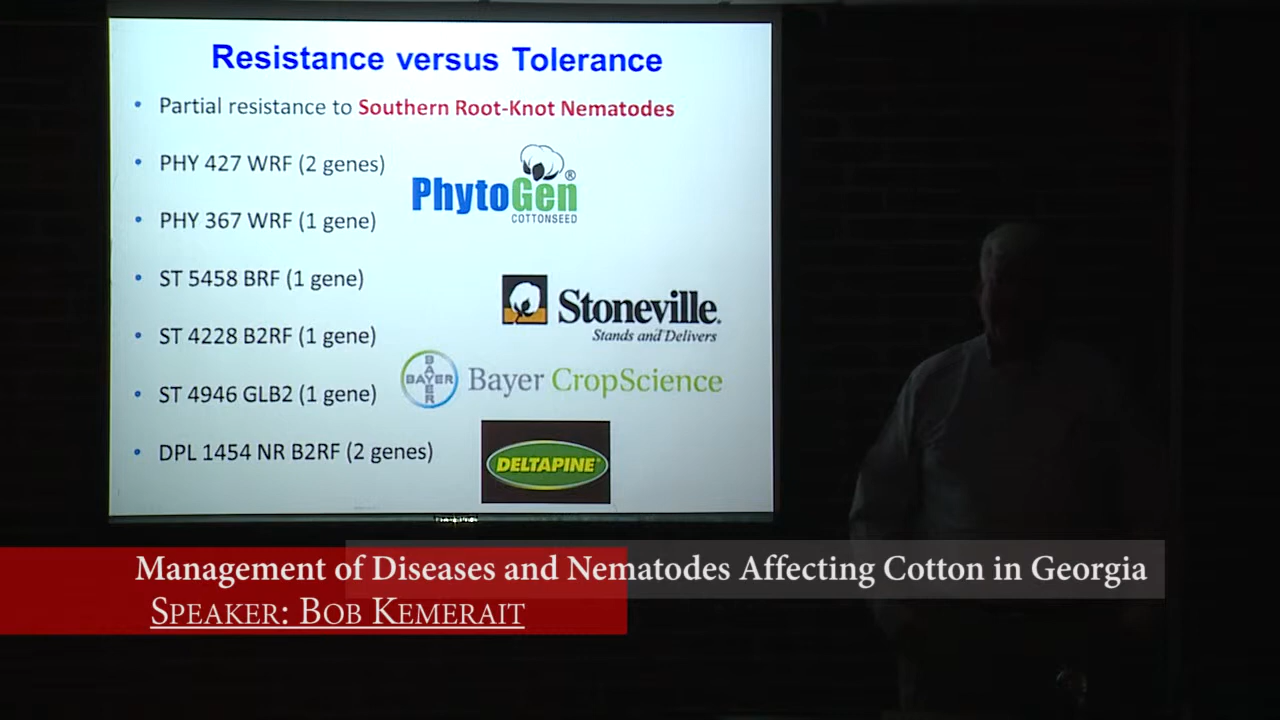 Resistance versus Tolerance
• Partial resistance to Southern Root-Knot Nematodes
• PHY 427 WRF (2 genes)
PhytoGen®
COTTONSEED
• PHY 367 WRF (1 gene)
• ST 5458 BRF (1 gene)
Stoneville.
Stands and Delivers
• ST 4228 B2RF (1 gene)
BAYER
BAYER
Bayer CropScience
• ST 4946 GLB2 (1 gene)
• DPL 1454 NR B2RF (2 genes)
DELTAPINE®
Management of Diseases and Nematodes Affecting Cotton in Georgia
SPEAKER: BOB KEMERAIT